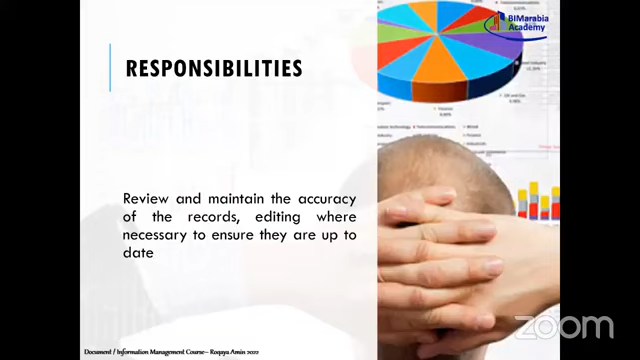 BIMarabia
Academy
RESPONSIBILITIES
Review and maintain the accuracy
of the records, editing where
necessary to ensure they are up to
date
zoom
Document / Information Management Course– Roqaya Amin 2022